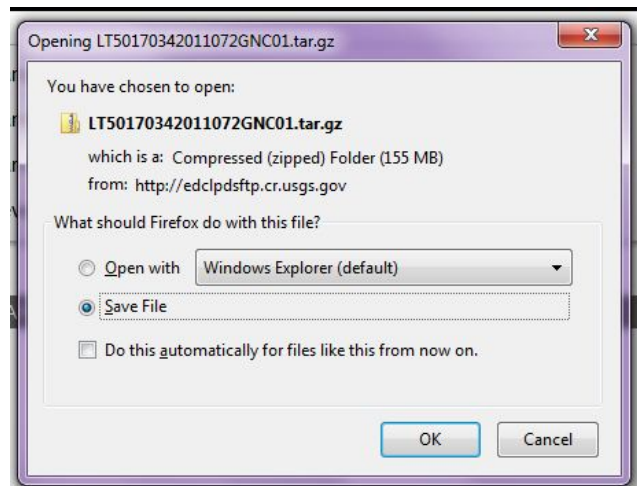 Opening LT50170342011072GNC01.tar.gz
You have chosen to open:
LT50170342011072GNC01.tar.gz
which is a: Compressed (zipped) Folder (155 MB)
from: http://edclpdsftp.cr.usgs.gov
What should Firefox do with this file?
Open with Windows Explorer (default)
Save File
Do this automatically for files like this from now on.
OK Cancel